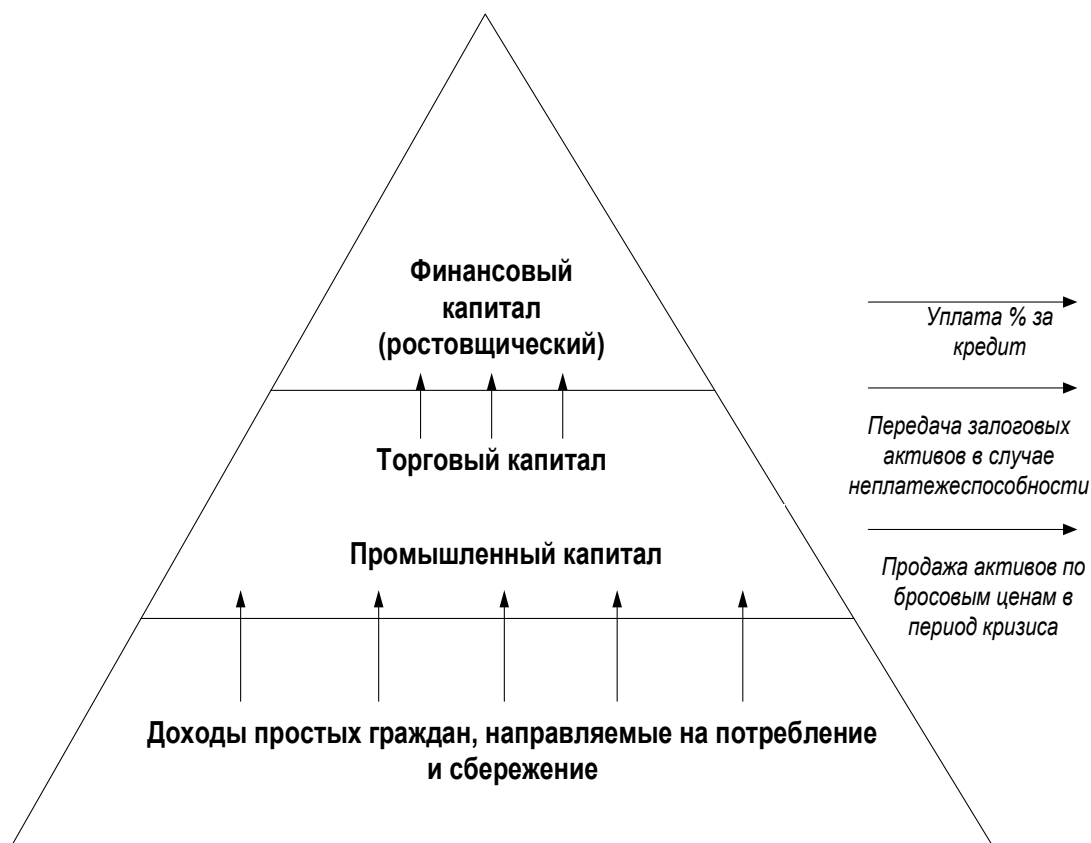 Финансовый
капитал
(ростовщический)
Торговый капитал
Промышленный капитал
Доходы простых граждан, направляемые на потребление
и сбережение
Уплата % за
кредит
Передача залоговых
активов в случае
неплатежеспособности
Продажа активов по
бросовым ценам в
период кризиса